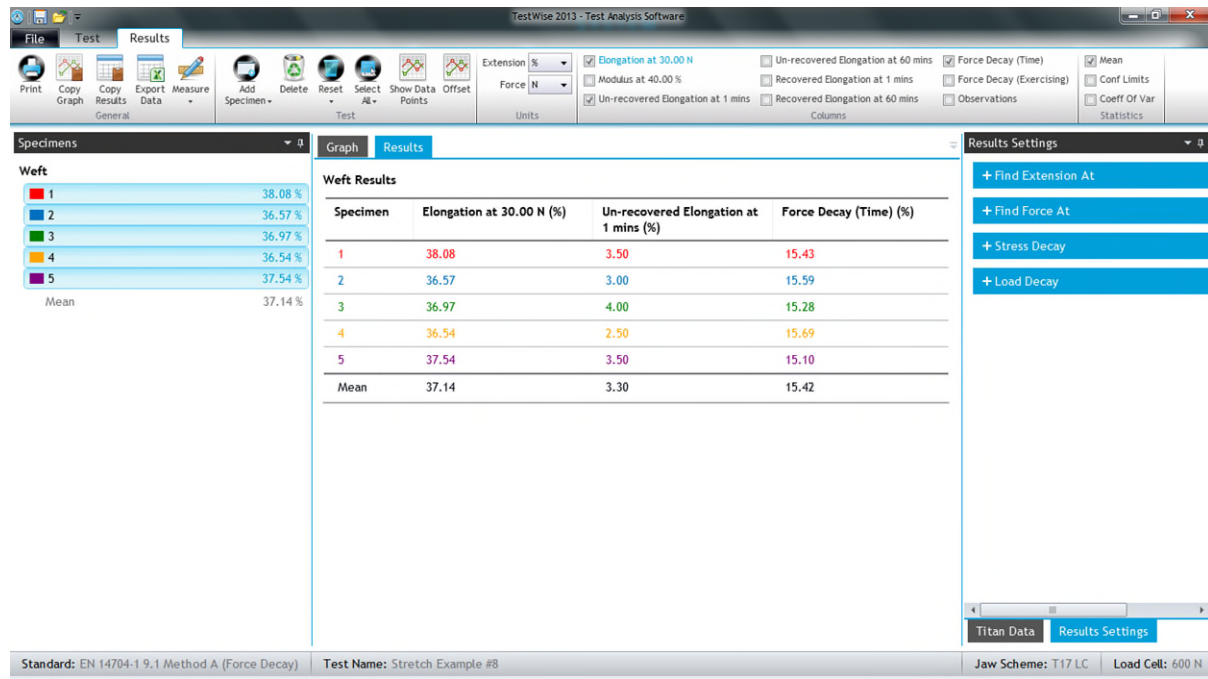 TestWise 2013 - Test Analysis Software
File Test Results
Print Copy Graph Copy Results Export Data Measure
General
Add Specimen Delete
Reset Select All Show Data Points Offset
Test
Extension %
Force N
Units
Elongation at 30.00 N Un-recovered Elongation at 60 mins Force Decay (Time)
Modulus at 40.00 % Recovered Elongation at 1 mins Force Decay (Exercising)
Un-recovered Elongation at 1 mins Recovered Elongation at 60 mins Observations
Columns
Mean
Conf Limits
Coeff Of Var
Statistics
Specimens
Weft
1 38.08 %
2 36.57 %
3 36.97 %
4 36.54 %
5 37.54 %
Mean 37.14 %
Graph Results
Weft Results
Specimen Elongation at 30.00 N (%) Un-recovered Elongation at 1 mins (%) Force Decay (Time) (%)
1 38.08 3.50 15.43
2 36.57 3.00 15.59
3 36.97 4.00 15.28
4 36.54 2.50 15.69
5 37.54 3.50 15.10
Mean 37.14 3.30 15.42
Results Settings
+ Find Extension At
+ Find Force At
+ Stress Decay
+ Load Decay
Titan Data Results Settings
Standard: EN 14704-1 9.1 Method A (Force Decay) Test Name: Stretch Example #8 Jaw Scheme: T17 LC Load Cell: 600 N